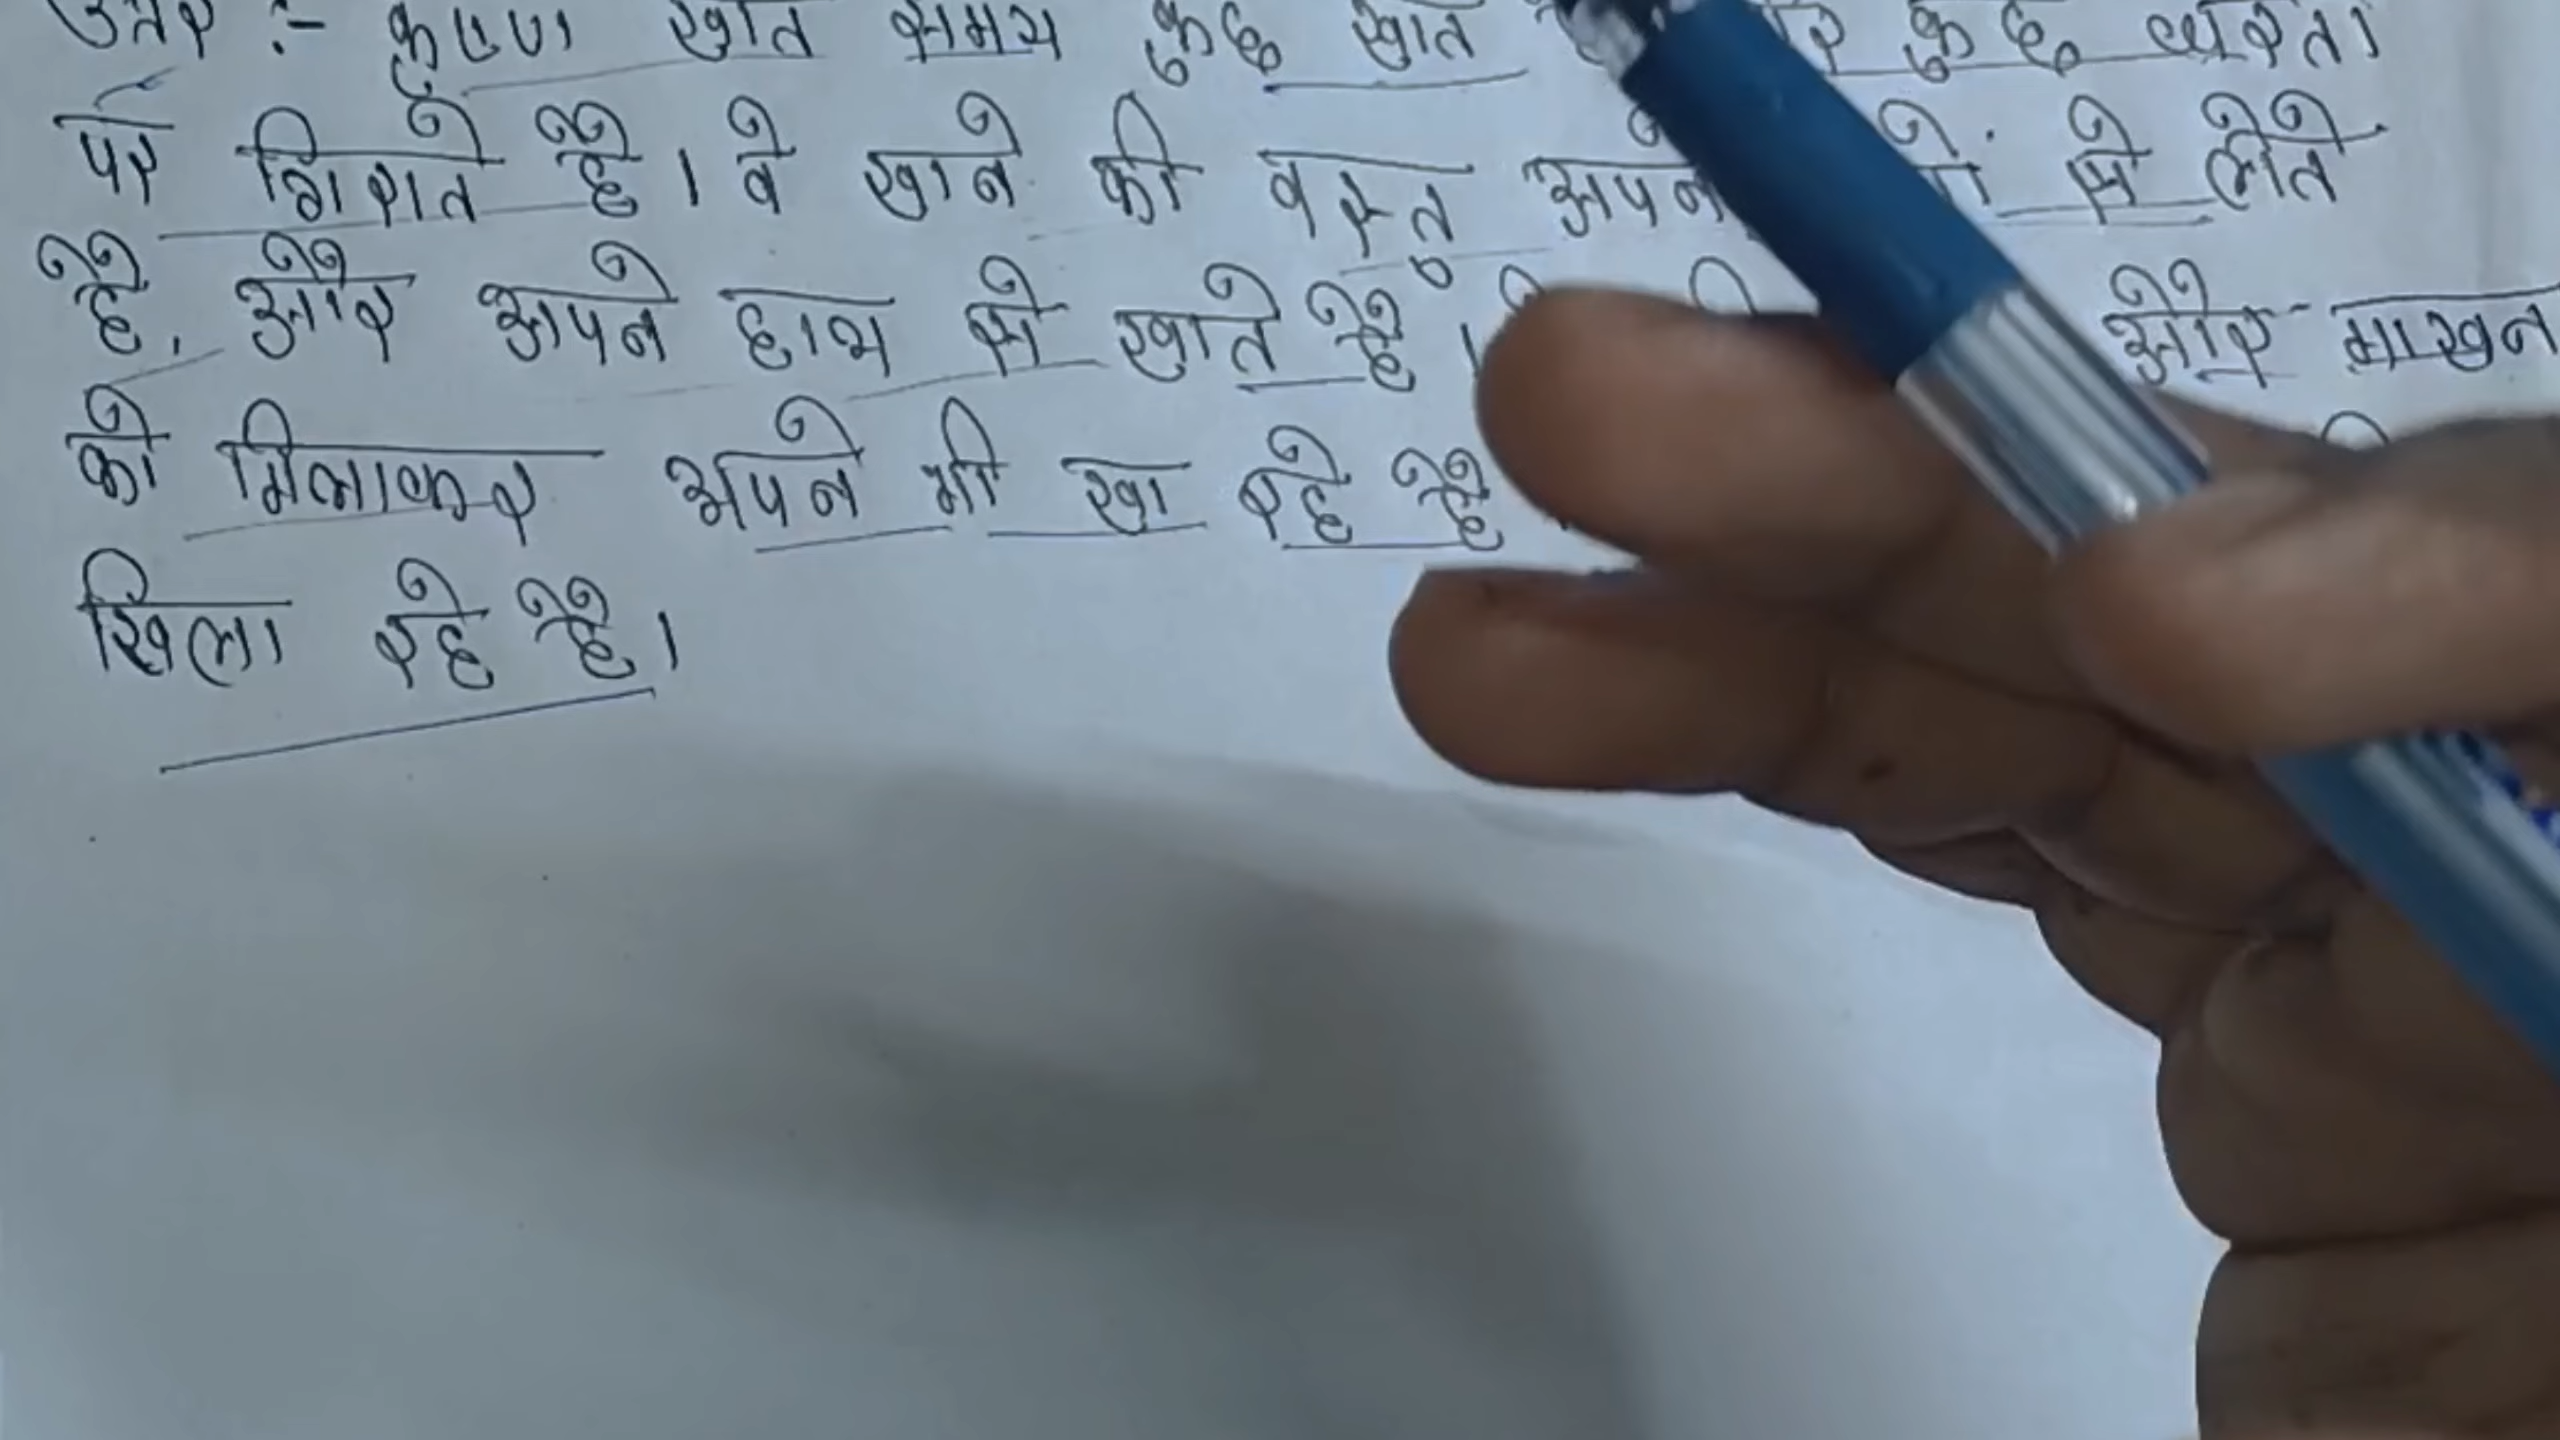 उत्तर :- कृष्ण खाते समय कुछ खाते कुछ धरता
पर गिराते है। वे खाने की वस्तु अपने से लेते
है, और अपने हाथ से खाते है। और माखन
को मिलाकर अपने भी खा रहे है
खिला रहे है।